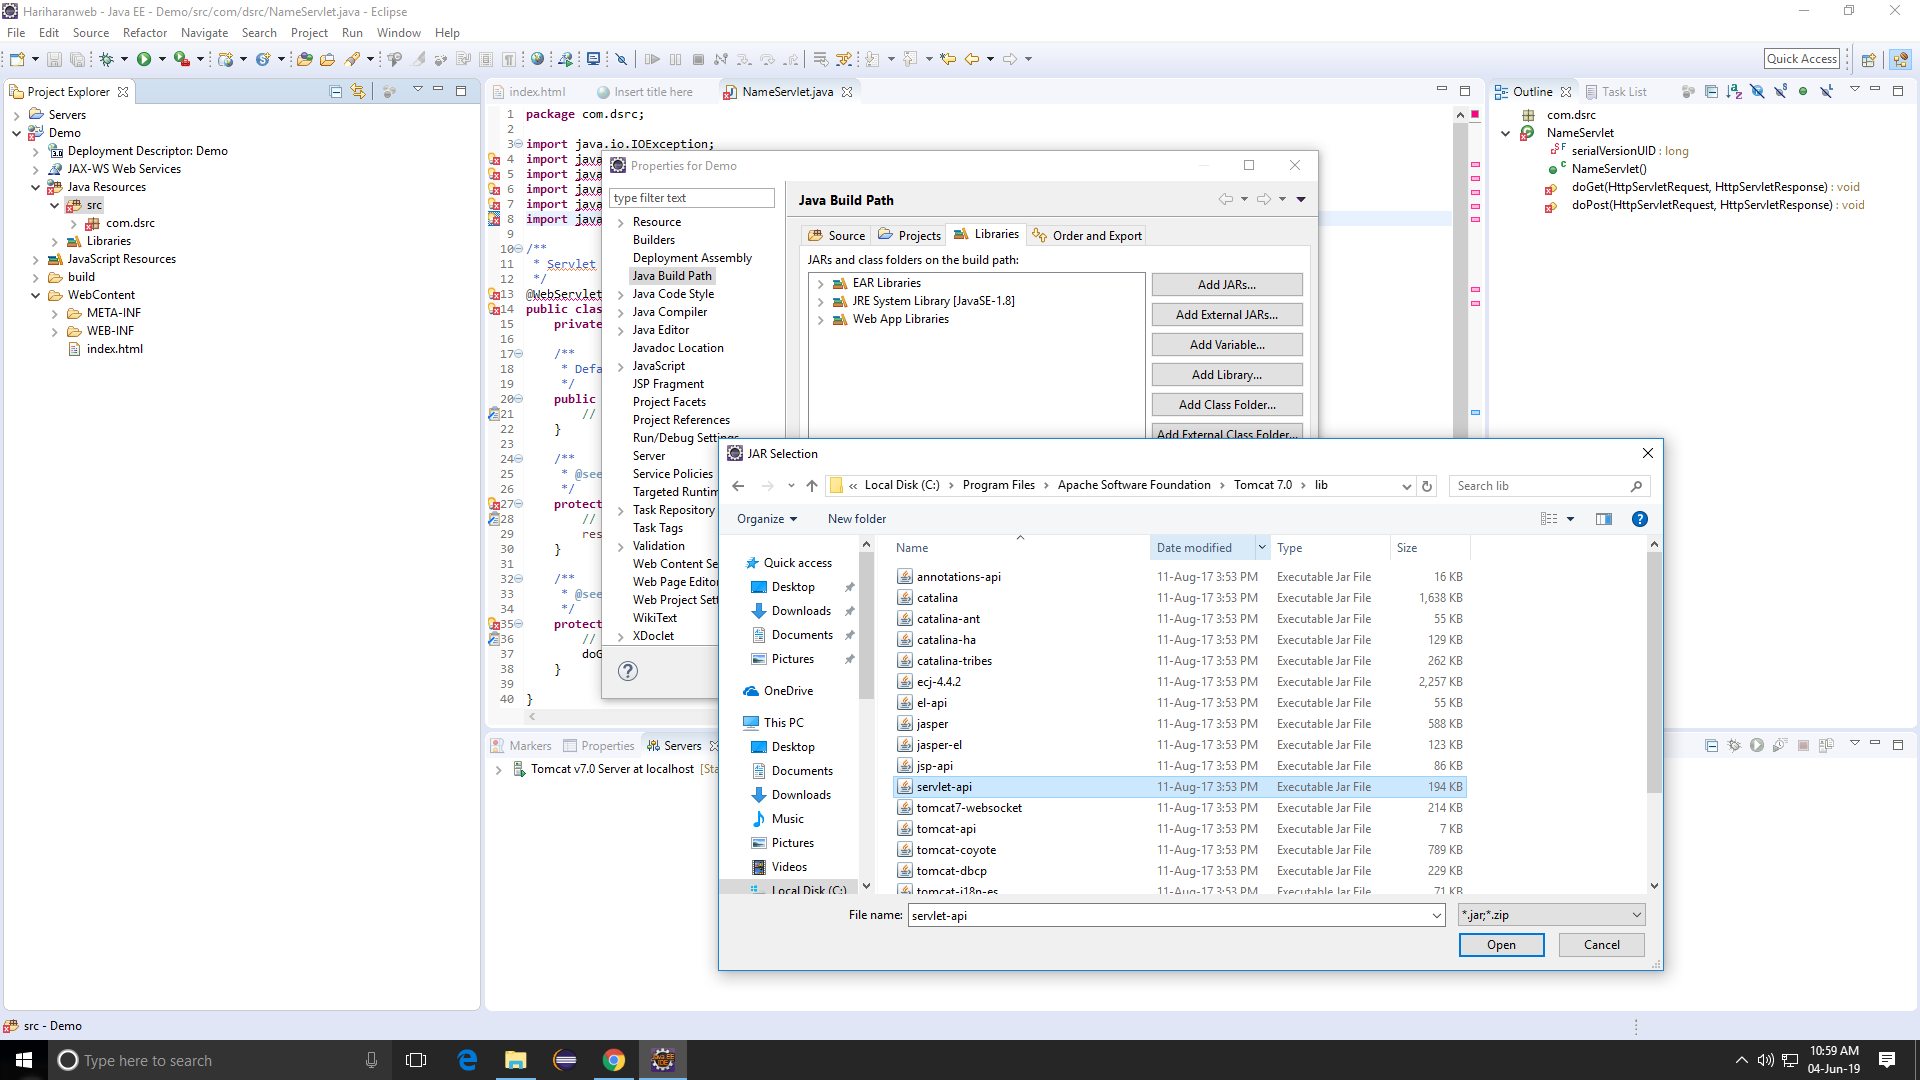 Hariharanweb - Java EE - Demo/src/com/dsrc/NameServlet.java - Eclipse
File Edit Source Refactor Navigate Search Project Run Window Help
Quick Access
Project Explorer
Servers
Demo
Deployment Descriptor: Demo
JAX-WS Web Services
Java Resources
src
com.dsrc
Libraries
JavaScript Resources
build
WebContent
META-INF
WEB-INF
index.html
index.html
Insert title here
NameServlet.java
1 package com.dsrc;
2
3 import java.io.IOException;
4 import java
5 import java
6 import java
7 import java
8 import java
9
10 /**
11 * Servlet
12 */
13 @WebServlet
14 public clas
15 private
16
17 /**
18 * Defa
19 */
20 public
21 //
22 }
23
24 /**
25 * @see
26 */
27 protect
28 //
29 res
30 }
31
32 /**
33 * @see
34 */
35 protect
36 //
37 doG
38 }
39
40 }
Properties for Demo
type filter text
Resource
Builders
Deployment Assembly
Java Build Path
Java Code Style
Java Compiler
Java Editor
Javadoc Location
JavaScript
JSP Fragment
Project Facets
Project References
Run/Debug Settings
Server
Service Policies
Targeted Runtim
Task Repository
Task Tags
Validation
Web Content Se
Web Page Editor
Web Project Sett
WikiText
XDoclet
Java Build Path
Source
Projects
Libraries
Order and Export
JARs and class folders on the build path:
EAR Libraries
JRE System Library [JavaSE-1.8]
Web App Libraries
Add JARs...
Add External JARs...
Add Variable...
Add Library...
Add Class Folder...
Add External Class Folder...
JAR Selection
« Local Disk (C:) › Program Files › Apache Software Foundation › Tomcat 7.0 › lib
Search lib
Organize
New folder
Quick access
Desktop
Downloads
Documents
Pictures
OneDrive
This PC
Desktop
Documents
Downloads
Music
Pictures
Videos
Local Disk (C:)
Name Date modified Type Size
annotations-api 11-Aug-17 3:53 PM Executable Jar File 16 KB
catalina 11-Aug-17 3:53 PM Executable Jar File 1,638 KB
catalina-ant 11-Aug-17 3:53 PM Executable Jar File 55 KB
catalina-ha 11-Aug-17 3:53 PM Executable Jar File 129 KB
catalina-tribes 11-Aug-17 3:53 PM Executable Jar File 262 KB
ecj-4.4.2 11-Aug-17 3:53 PM Executable Jar File 2,257 KB
el-api 11-Aug-17 3:53 PM Executable Jar File 55 KB
jasper 11-Aug-17 3:53 PM Executable Jar File 588 KB
jasper-el 11-Aug-17 3:53 PM Executable Jar File 123 KB
jsp-api 11-Aug-17 3:53 PM Executable Jar File 86 KB
servlet-api 11-Aug-17 3:53 PM Executable Jar File 194 KB
tomcat7-websocket 11-Aug-17 3:53 PM Executable Jar File 214 KB
tomcat-api 11-Aug-17 3:53 PM Executable Jar File 7 KB
tomcat-coyote 11-Aug-17 3:53 PM Executable Jar File 789 KB
tomcat-dbcp 11-Aug-17 3:53 PM Executable Jar File 229 KB
tomcat-i18n-es 11-Aug-17 3:53 PM Executable Jar File 71 KB
File name: servlet-api
*.jar;*.zip
Open
Cancel
Outline
Task List
com.dsrc
NameServlet
serialVersionUID : long
NameServlet()
doGet(HttpServletRequest, HttpServletResponse) : void
doPost(HttpServletRequest, HttpServletResponse) : void
Markers
Properties
Servers
Tomcat v7.0 Server at localhost [Sta
src - Demo
Type here to search
10:59 AM
04-Jun-19